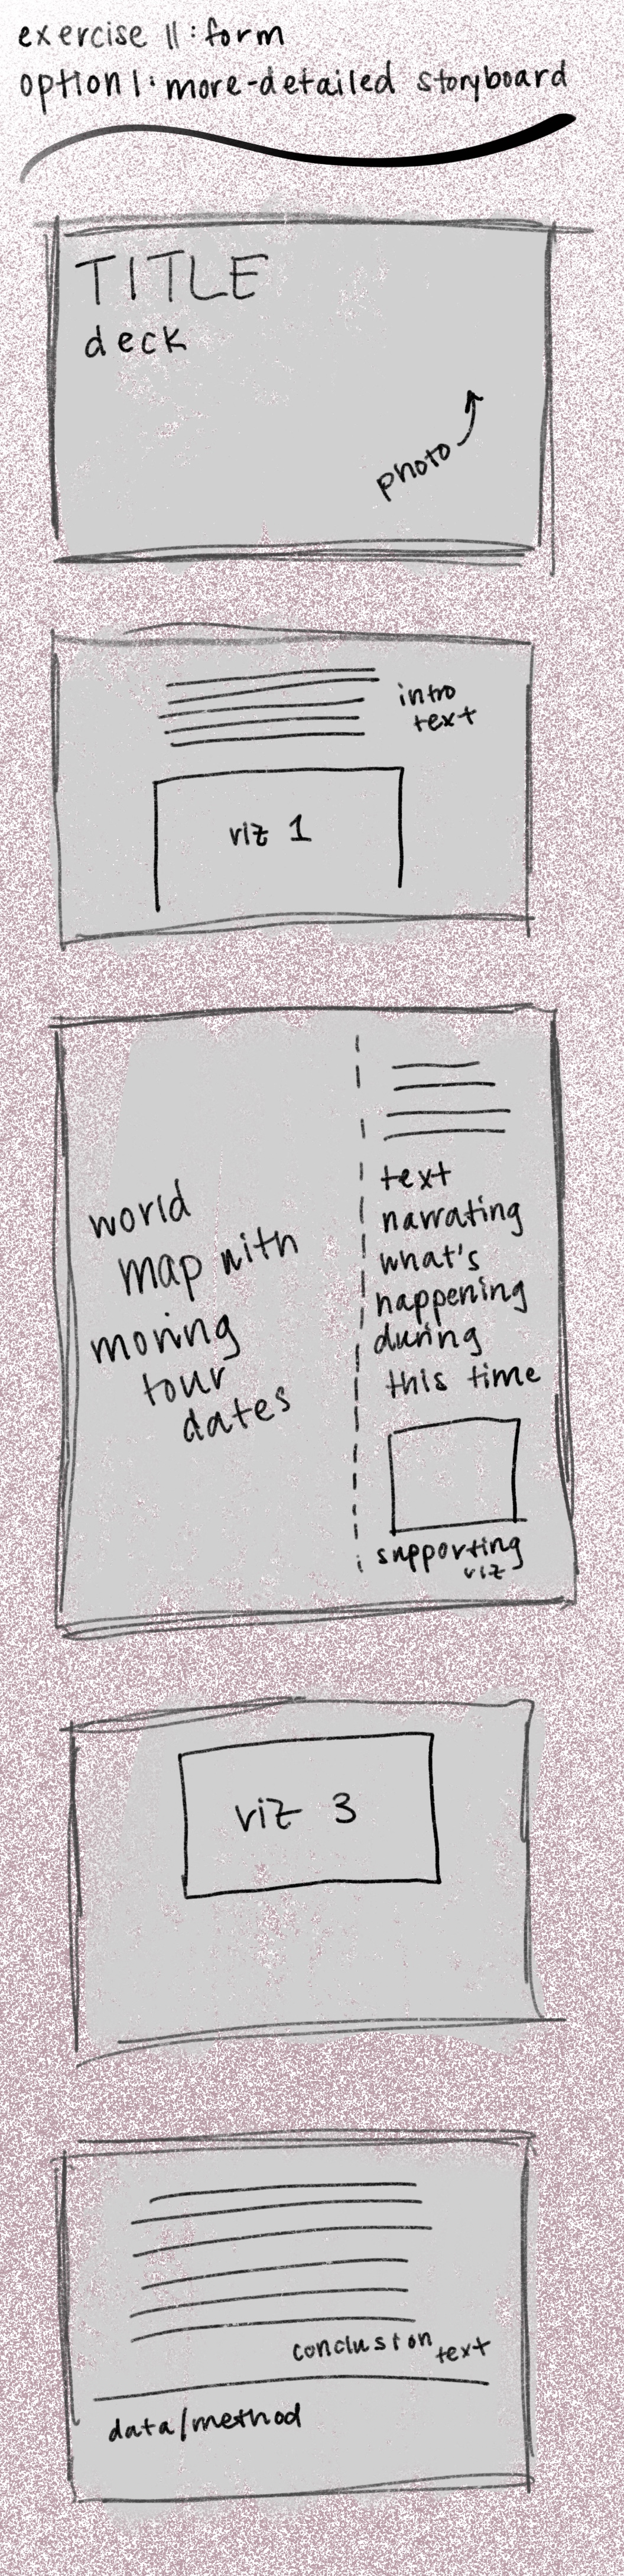 exercise 11: form
option 1: more-detailed storyboard
TITLE
deck
photo
intro
text
viz 1
world
map with
moving
tour
dates
text
narrating
what's
happening
during
this time
supporting
viz
viz 3
conclusion text
data/method